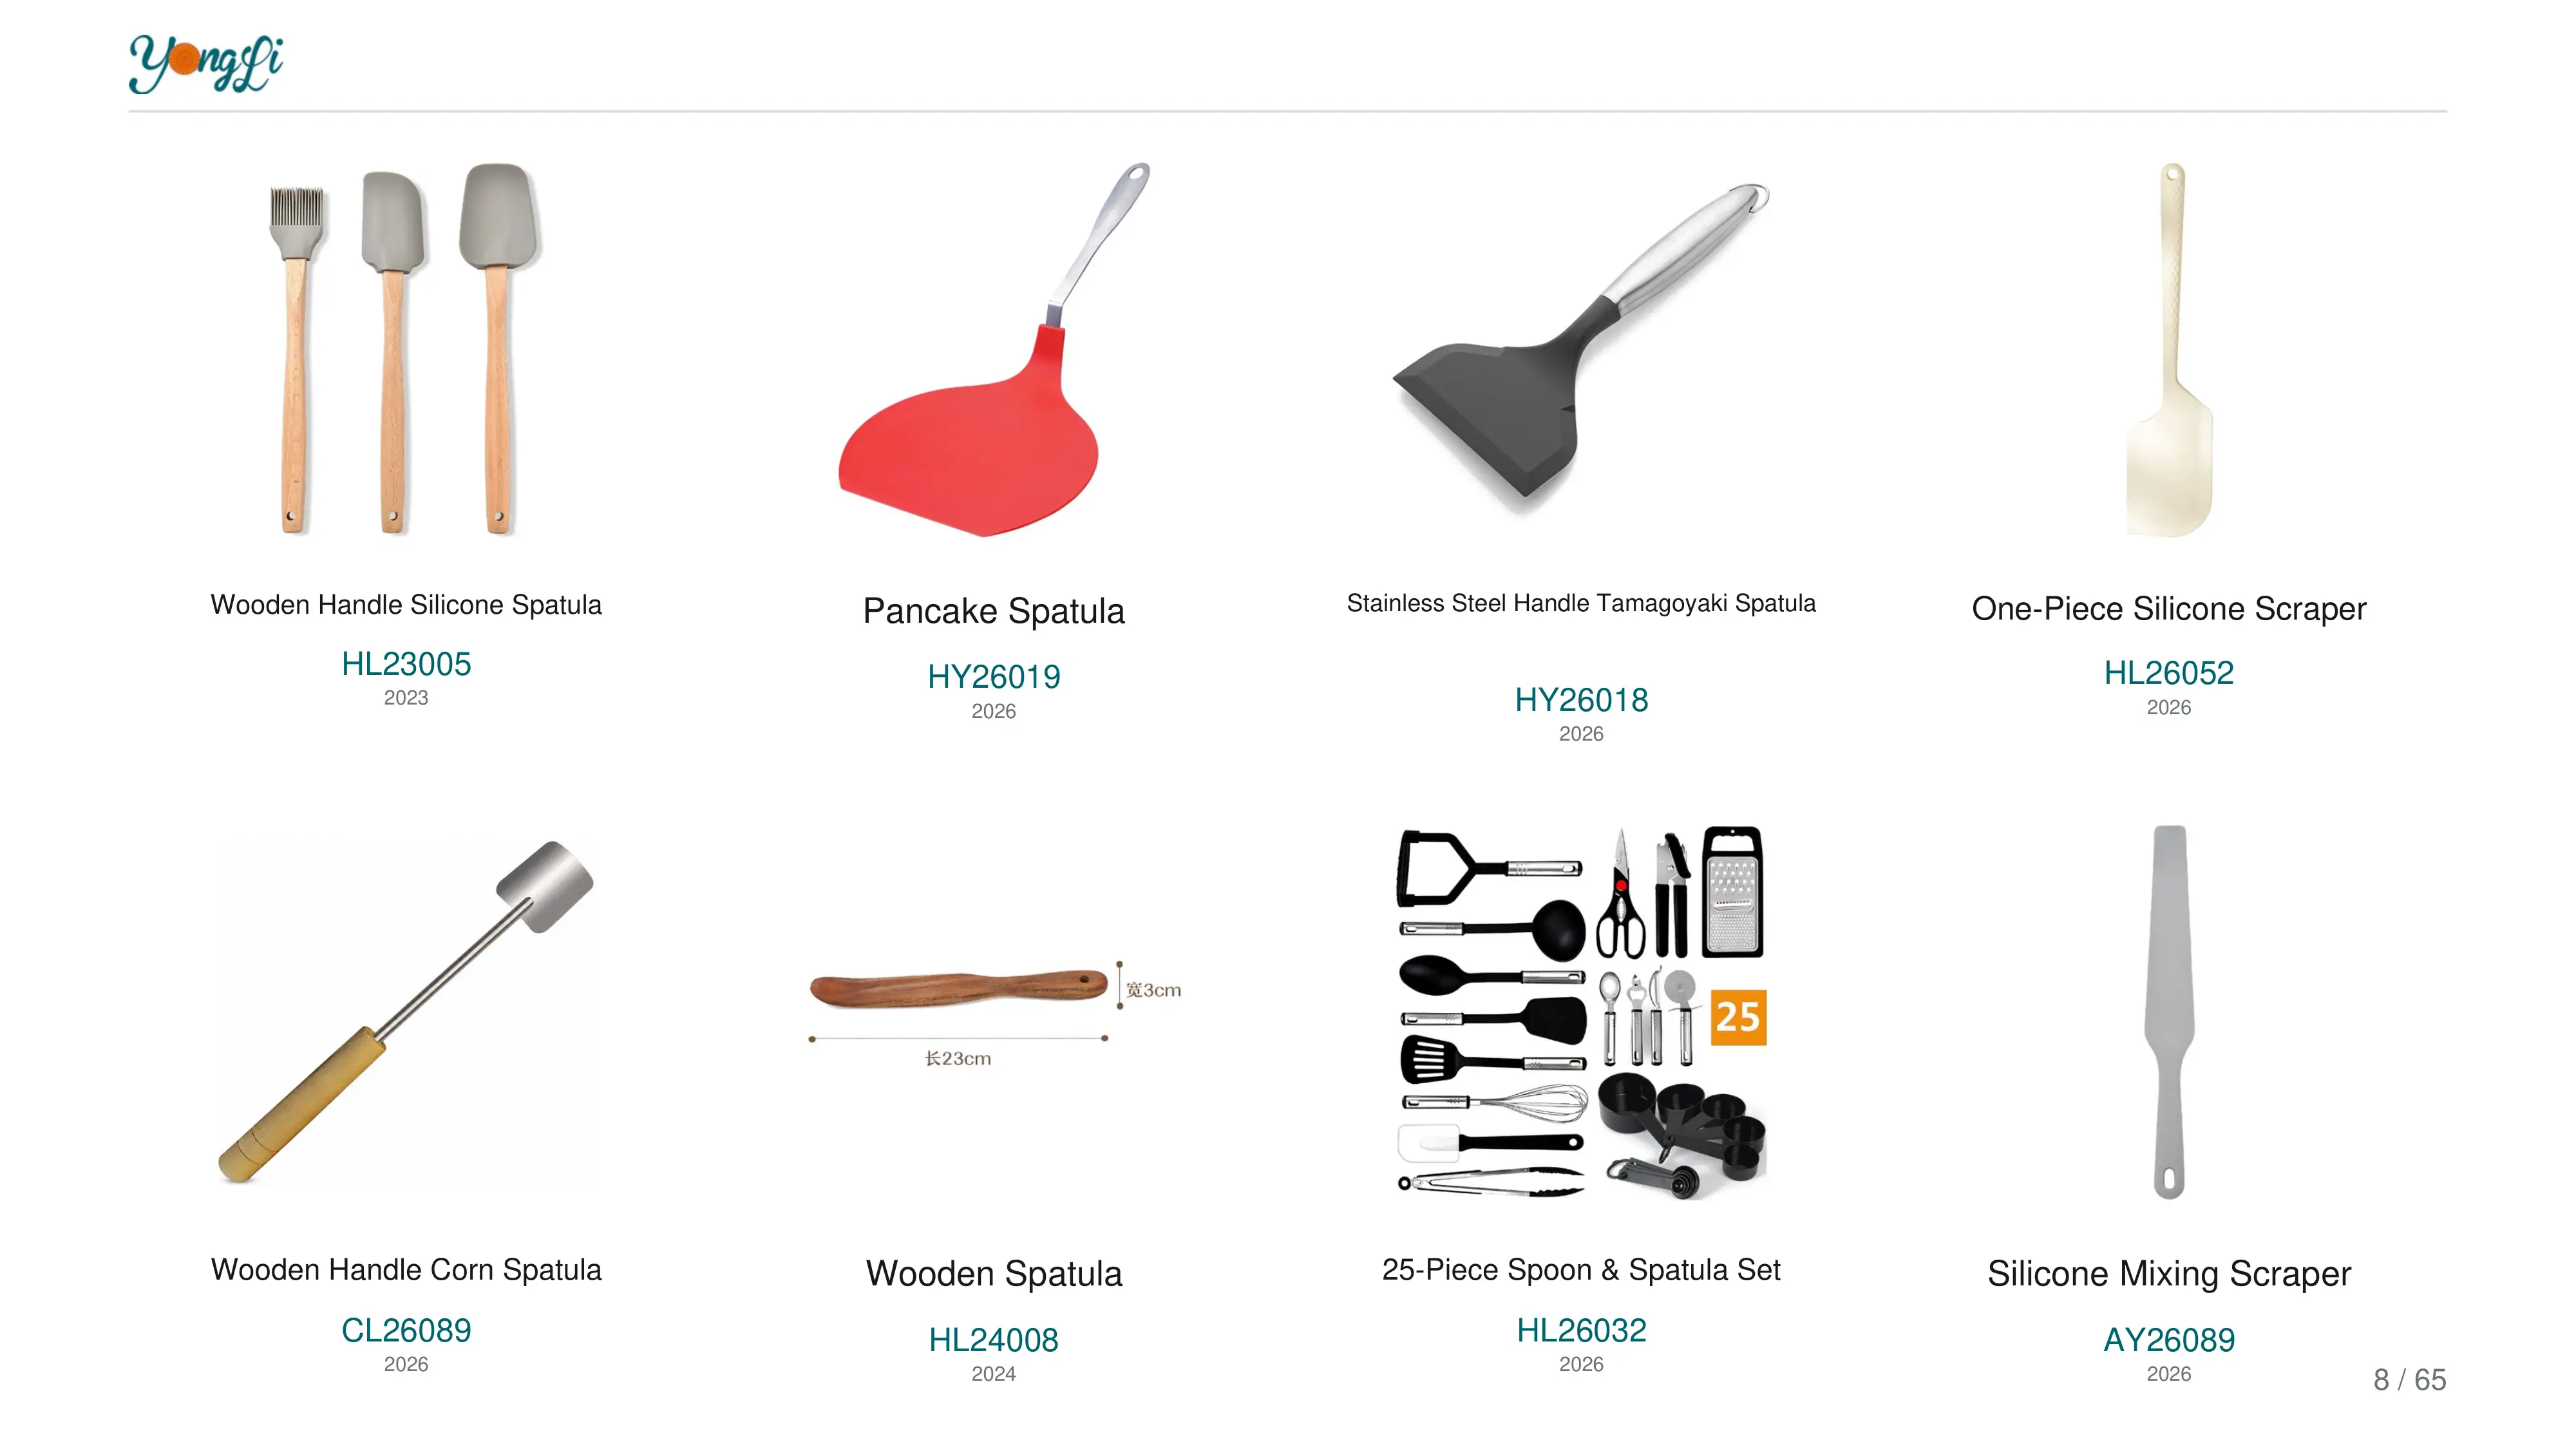 YongLi
Wooden Handle Silicone Spatula
HL23005
2023
Pancake Spatula
HY26019
2026
Stainless Steel Handle Tamagoyaki Spatula
HY26018
2026
One-Piece Silicone Scraper
HL26052
2026
Wooden Handle Corn Spatula
CL26089
2026
宽3cm
长23cm
Wooden Spatula
HL24008
2024
25
25-Piece Spoon & Spatula Set
HL26032
2026
Silicone Mixing Scraper
AY26089
2026
8 / 65